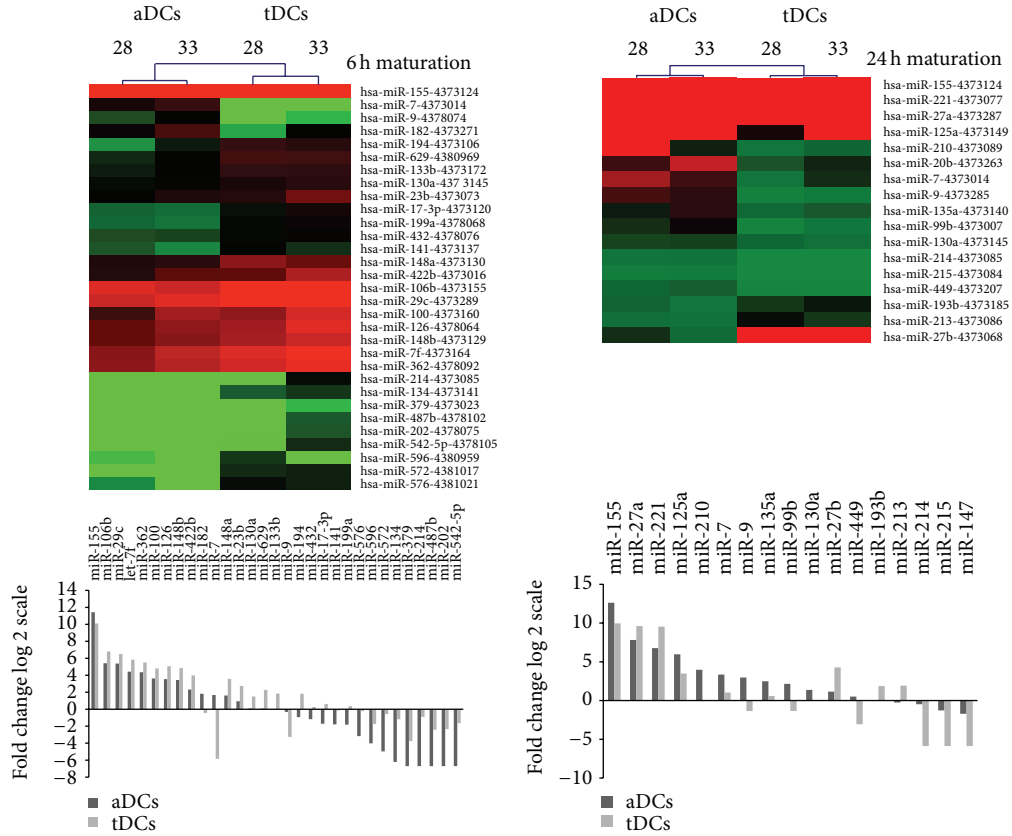 aDCs tDCs
28 33 28 33
6 h maturation
hsa-miR-155-4373124
hsa-miR-7-4373014
hsa-miR-9-4378074
hsa-miR-182-4373271
hsa-miR-194-4373106
hsa-miR-629-4380969
hsa-miR-133b-4373172
hsa-miR-130a-437 3145
hsa-miR-23b-4373073
hsa-miR-17-3p-4373120
hsa-miR-199a-4378068
hsa-miR-432-4378076
hsa-miR-141-4373137
hsa-miR-148a-4373130
hsa-miR-422b-4373016
hsa-miR-106b-4373155
hsa-miR-29c-4373289
hsa-miR-100-4373160
hsa-miR-126-4378064
hsa-miR-148b-4373129
hsa-miR-7f-4373164
hsa-miR-362-4378092
hsa-miR-214-4373085
hsa-miR-134-4373141
hsa-miR-379-4373023
hsa-miR-487b-4378102
hsa-miR-202-4378075
hsa-miR-542-5p-4378105
hsa-miR-596-4380959
hsa-miR-572-4381017
hsa-miR-576-4381021
aDCs tDCs
28 33 28 33
24 h maturation
hsa-miR-155-4373124
hsa-miR-221-4373077
hsa-miR-27a-4373287
hsa-miR-125a-4373149
hsa-miR-210-4373089
hsa-miR-20b-4373263
hsa-miR-7-4373014
hsa-miR-9-4373285
hsa-miR-135a-4373140
hsa-miR-99b-4373007
hsa-miR-130a-4373145
hsa-miR-214-4373085
hsa-miR-215-4373084
hsa-miR-449-4373207
hsa-miR-193b-4373185
hsa-miR-213-4373086
hsa-miR-27b-4373068
miR-155
miR-106b
miR-29c
let-7f
miR-362
miR-100
miR-126
miR-148b
miR-422b
miR-182
miR-7
miR-148a
miR-23b
miR-130a
miR-629
miR-133b
miR-9
miR-194
miR-432
miR-17-3p
miR-141
miR-199a
miR-576
miR-596
miR-572
miR-134
miR-379
miR-214
miR-487b
miR-202
miR-542-5p
Fold change log 2 scale
14
12
10
8
6
4
2
0
−2
−4
−6
−8
aDCs
tDCs
miR-155
miR-27a
miR-221
miR-125a
miR-210
miR-7
miR-9
miR-135a
miR-99b
miR-130a
miR-27b
miR-449
miR-193b
miR-213
miR-214
miR-215
miR-147
Fold change log 2 scale
15
10
5
0
−5
−10
aDCs
tDCs